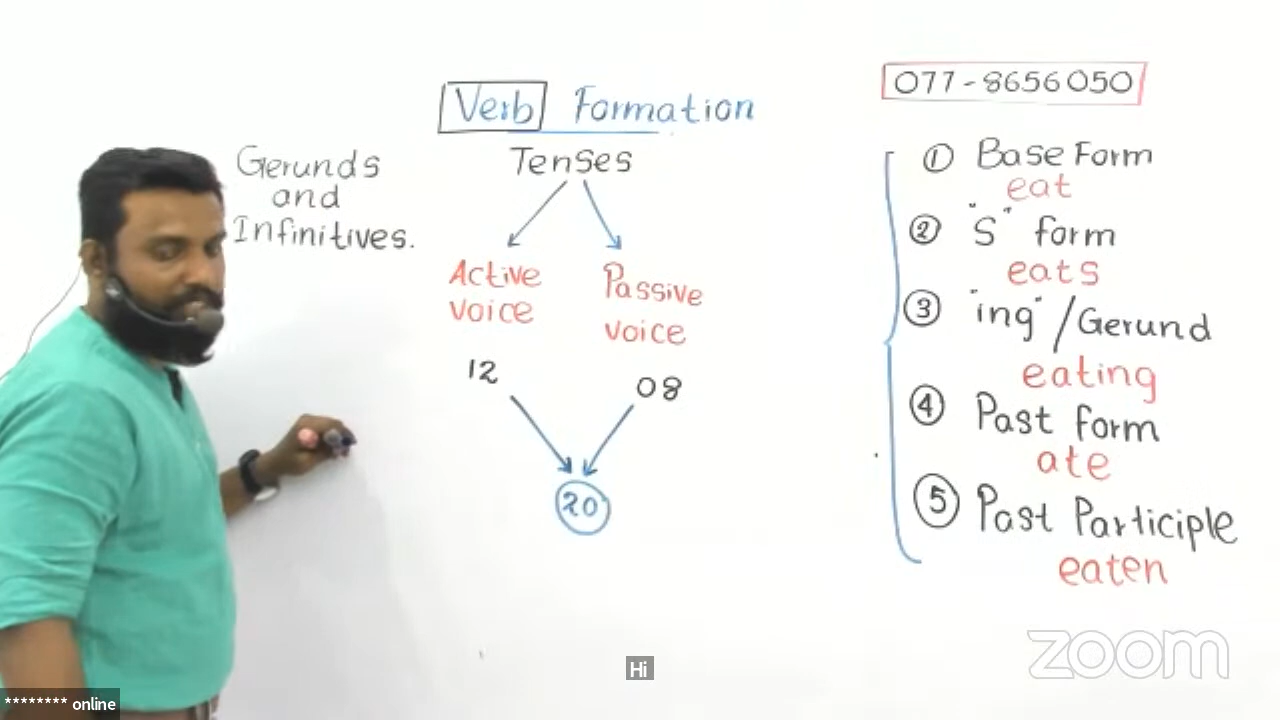 077-8656050
Verb Formation
Tenses
Gerunds
and
Infinitives.
Active
voice
Passive
voice
12
08
20
① Base Form
eat
② "S" form
eats
③ "ing" / Gerund
eating
④ Past form
ate
⑤ Past Participle
eaten
zoom
Hi
******** online